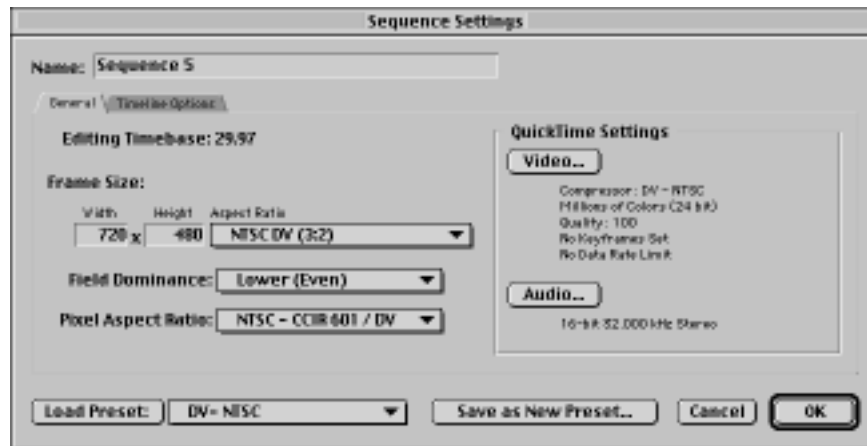 Sequence Settings
Name: Sequence 5
General Timeline Options
Editing Timebase: 29.97
Frame Size:
Width Height Aspect Ratio
720 x 480 NTSC DV (3:2)
Field Dominance: Lower (Even)
Pixel Aspect Ratio: NTSC - CCIR 601 / DV
QuickTime Settings
Video...
Compressor: DV - NTSC
Millions of Colors (24 bit)
Quality: 100
No Keyframes Set
No Data Rate Limit
Audio...
16-bit 32.000 kHz Stereo
Load Preset: DV- NTSC
Save as New Preset... Cancel OK